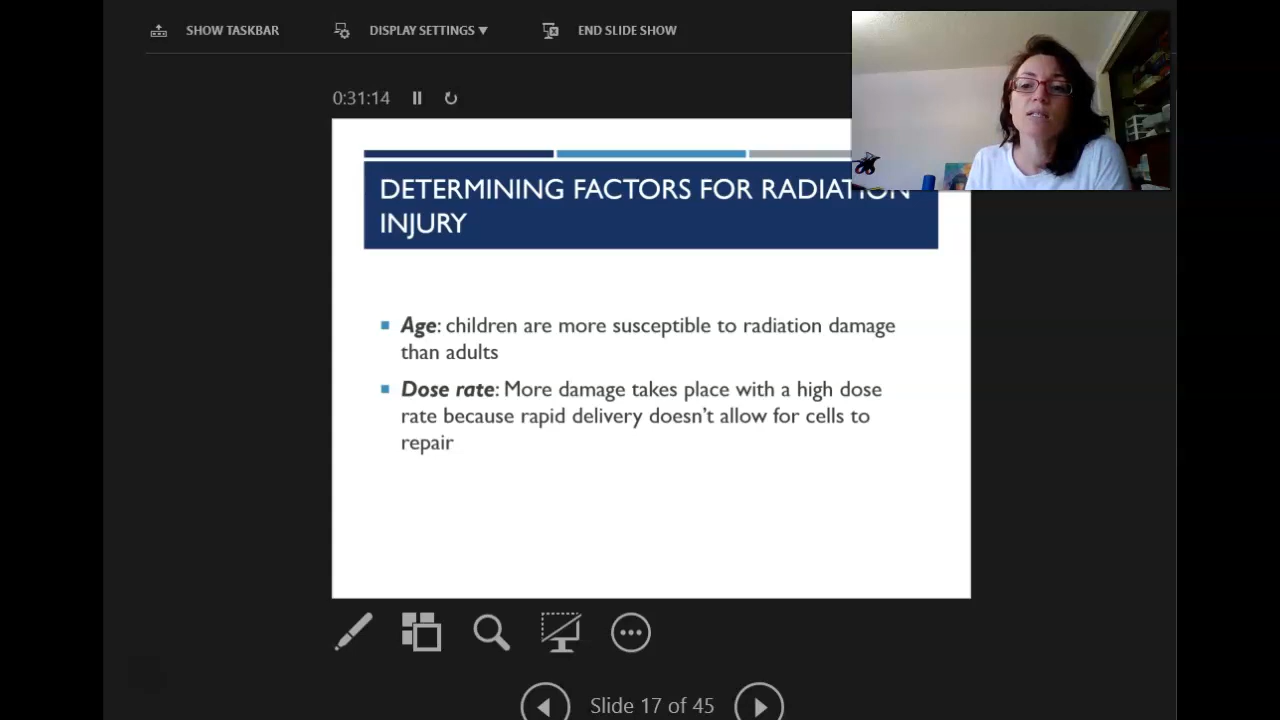 SHOW TASKBAR
DISPLAY SETTINGS
END SLIDE SHOW
0:31:14
DETERMINING FACTORS FOR RADIATION
INJURY
Age: children are more susceptible to radiation damage
than adults
Dose rate: More damage takes place with a high dose
rate because rapid delivery doesn't allow for cells to
repair
Slide 17 of 45